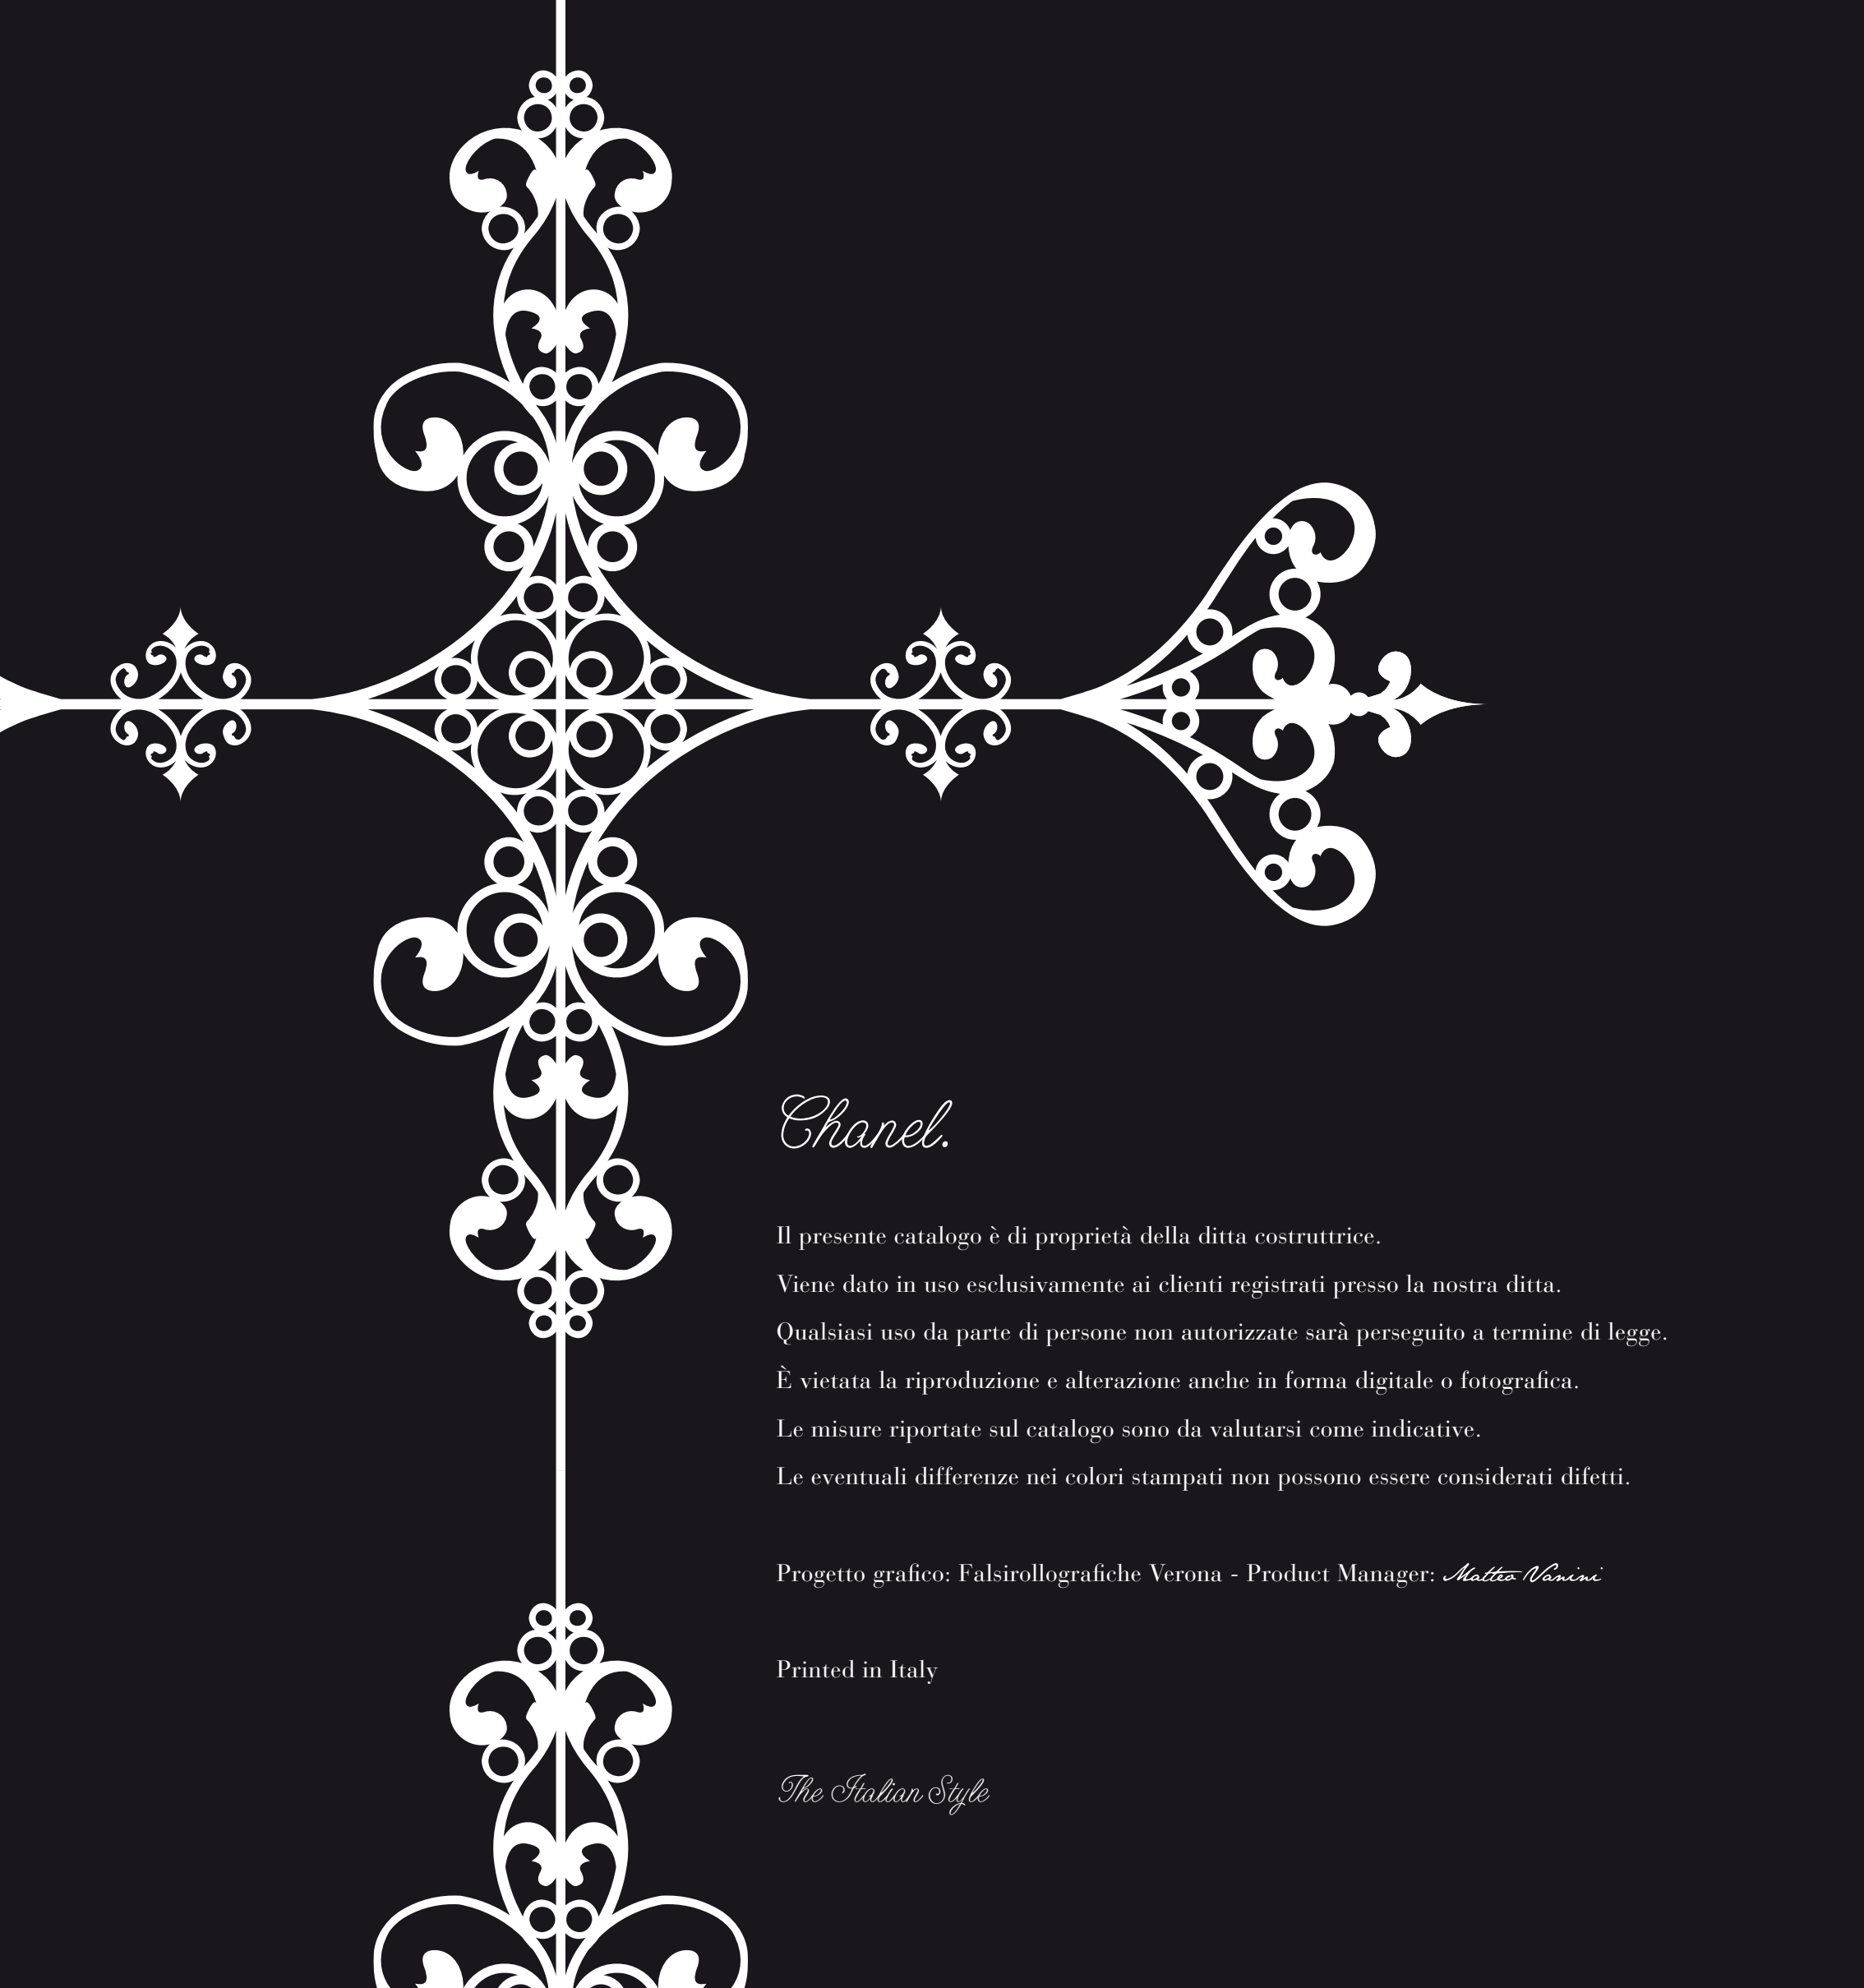 Chanel.
Il presente catalogo è di proprietà della ditta costruttrice.
Viene dato in uso esclusivamente ai clienti registrati presso la nostra ditta.
Qualsiasi uso da parte di persone non autorizzate sarà perseguito a termine di legge.
È vietata la riproduzione e alterazione anche in forma digitale o fotografica.
Le misure riportate sul catalogo sono da valutarsi come indicative.
Le eventuali differenze nei colori stampati non possono essere considerati difetti.
Progetto grafico: Falsirollografiche Verona - Product Manager: Matteo Vanini
Printed in Italy
The Italian Style